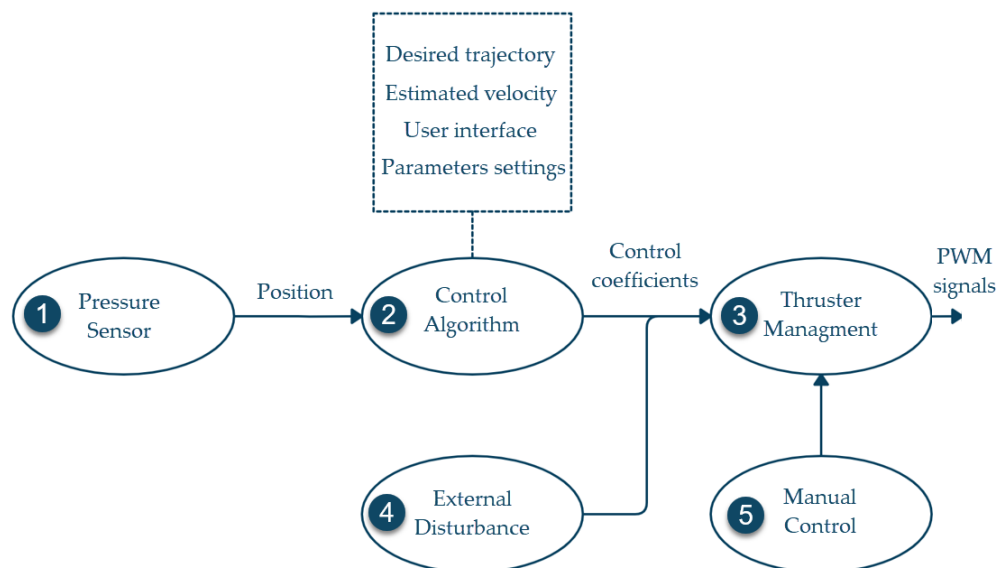 Desired trajectory
Estimated velocity
User interface
Parameters settings
1
Pressure
Sensor
Position
2
Control
Algorithm
Control
coefficients
3
Thruster
Managment
PWM
signals
4
External
Disturbance
5
Manual
Control